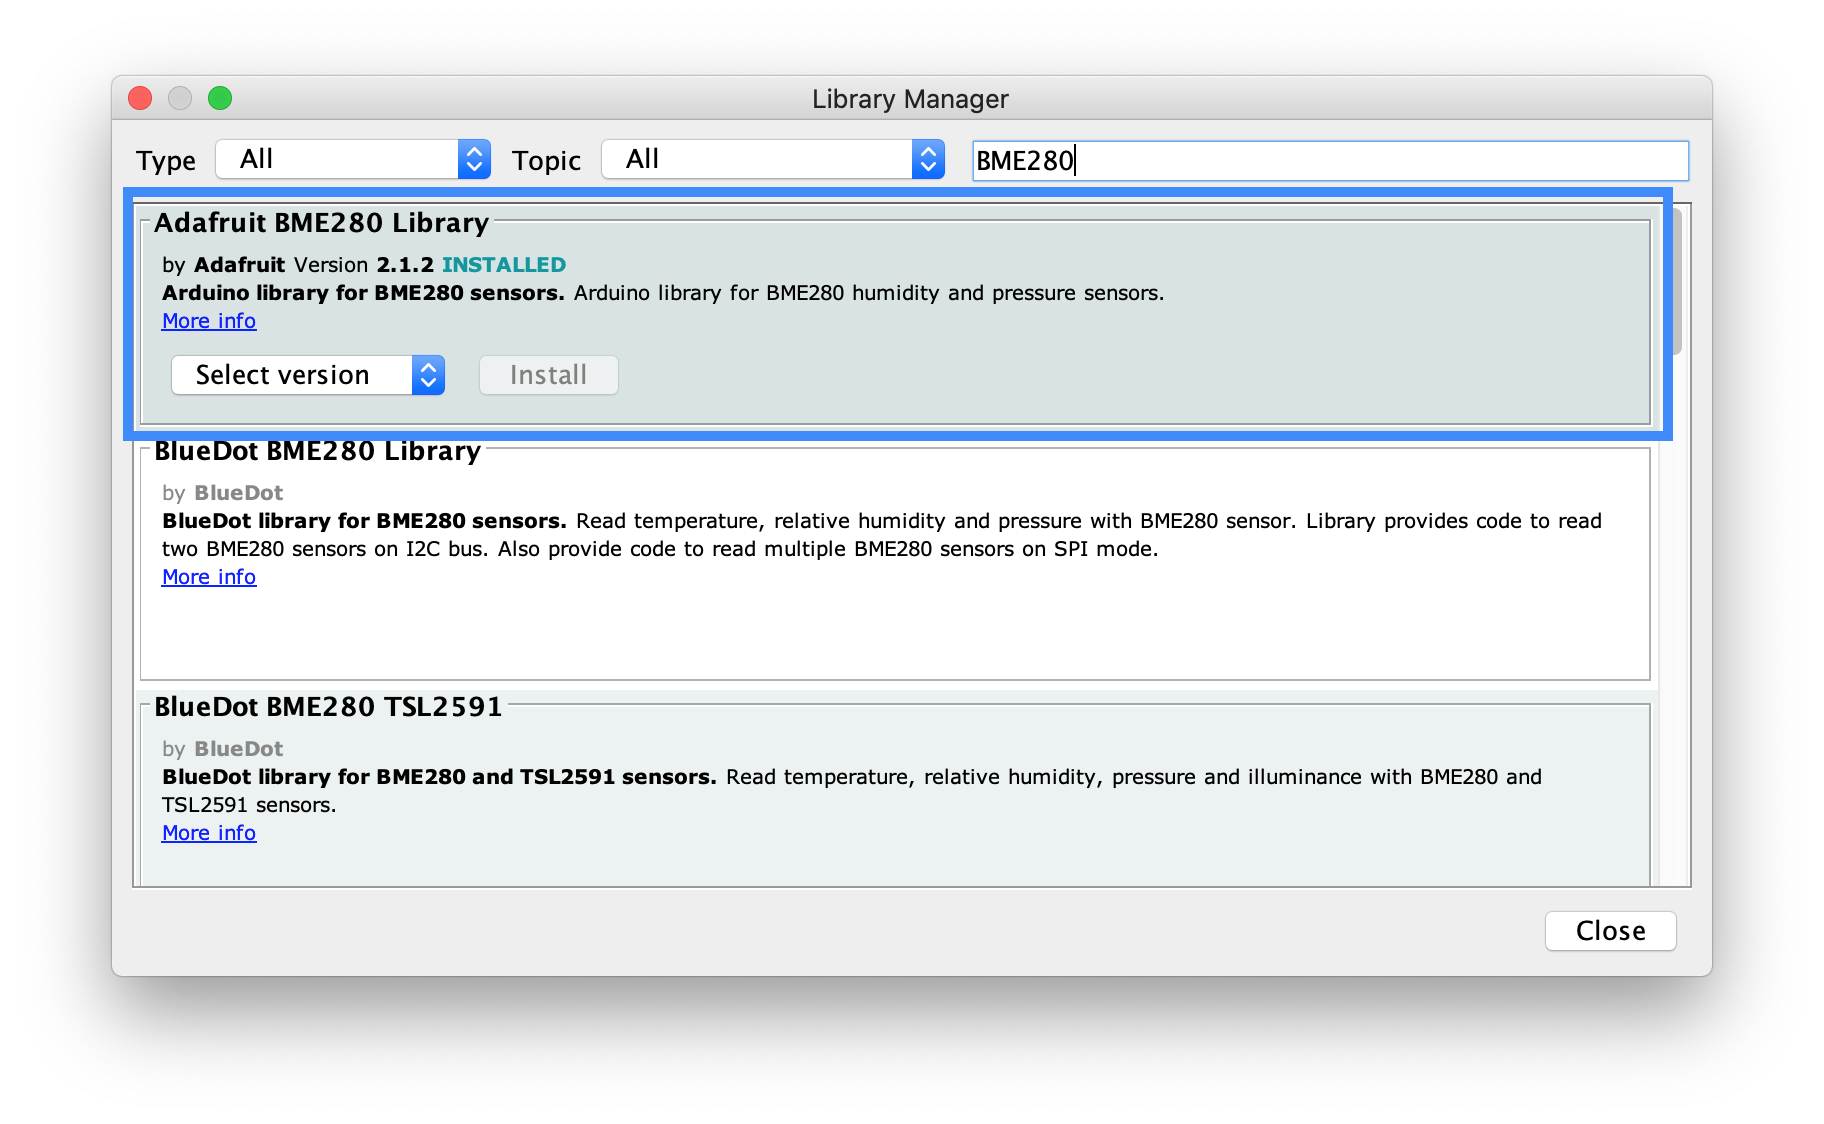 Library Manager
Type All Topic All BME280
Adafruit BME280 Library
by Adafruit Version 2.1.2 INSTALLED
Arduino library for BME280 sensors. Arduino library for BME280 humidity and pressure sensors.
More info
Select version Install
BlueDot BME280 Library
by BlueDot
BlueDot library for BME280 sensors. Read temperature, relative humidity and pressure with BME280 sensor. Library provides code to read
two BME280 sensors on I2C bus. Also provide code to read multiple BME280 sensors on SPI mode.
More info
BlueDot BME280 TSL2591
by BlueDot
BlueDot library for BME280 and TSL2591 sensors. Read temperature, relative humidity, pressure and illuminance with BME280 and
TSL2591 sensors.
More info
Close